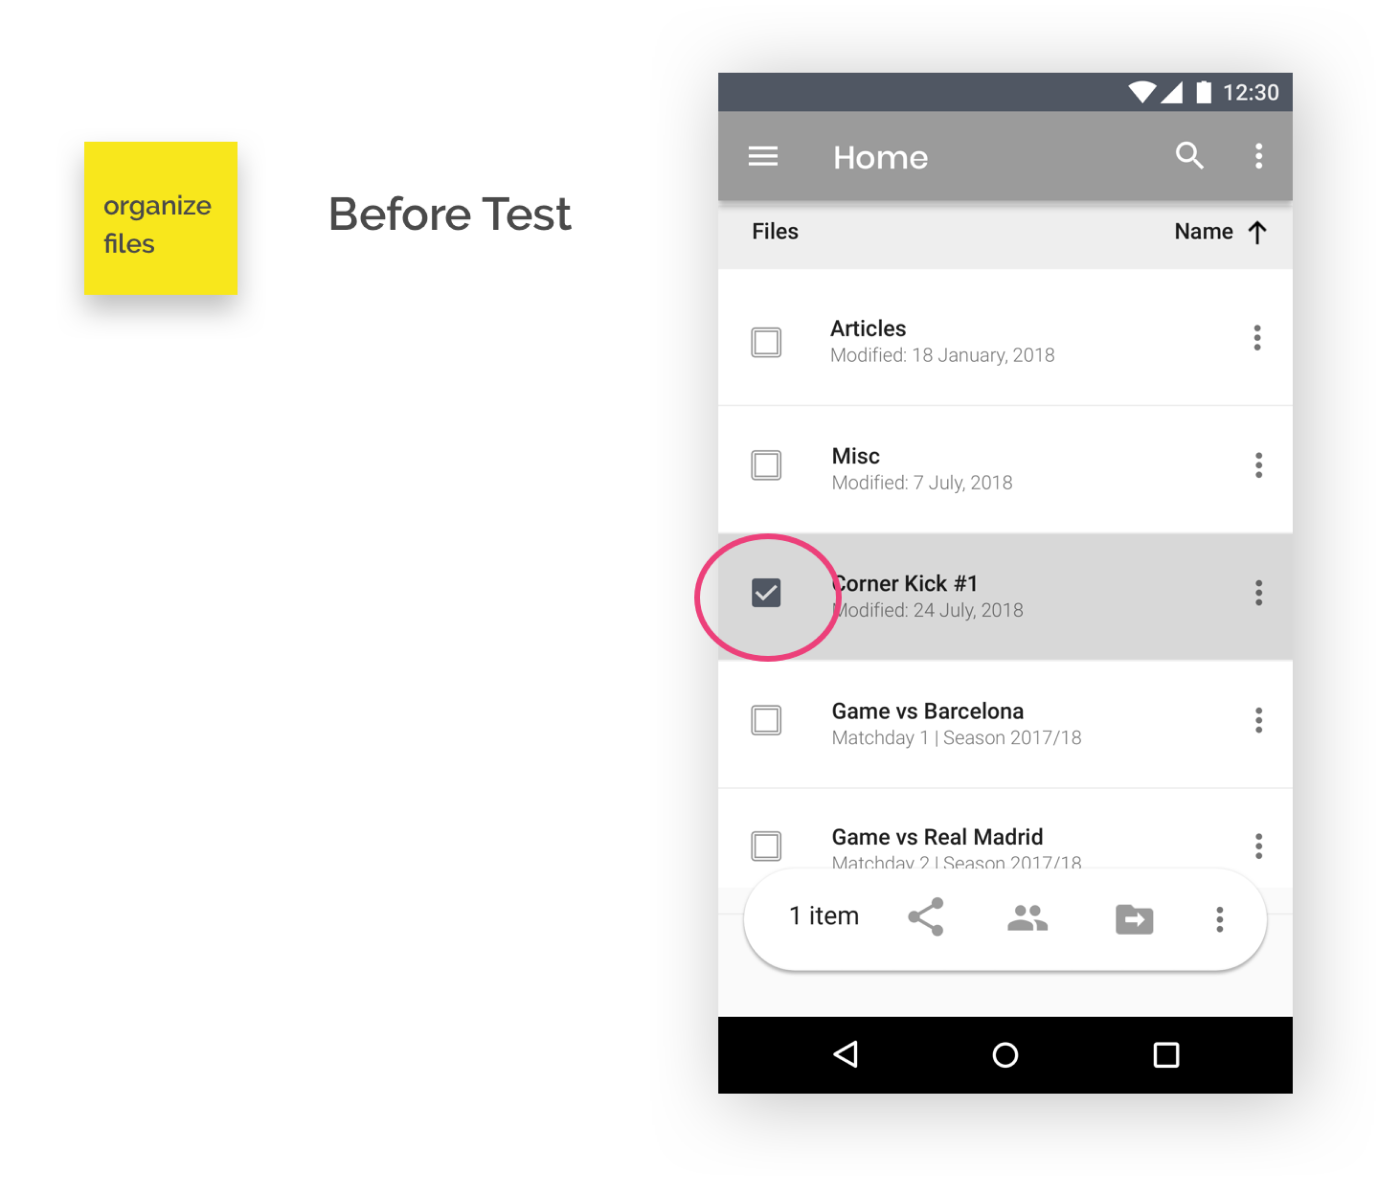 organize
files
Before Test
12:30
Home
Files
Name
Articles
Modified: 18 January, 2018
Misc
Modified: 7 July, 2018
Corner Kick #1
Modified: 24 July, 2018
Game vs Barcelona
Matchday 1 | Season 2017/18
Game vs Real Madrid
Matchday 2 | Season 2017/18
1 item